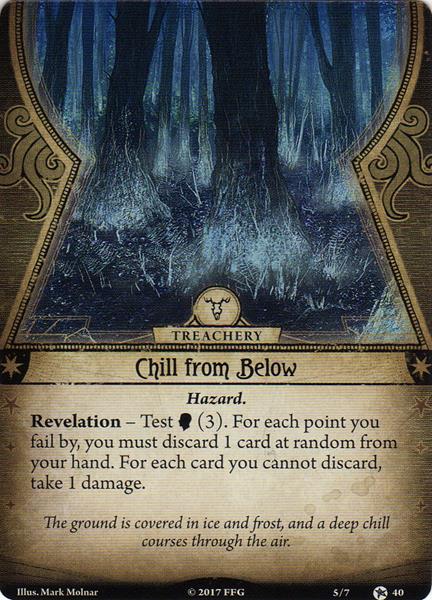 TREACHERY
Chill from Below
Hazard.
Revelation – Test (3). For each point you
fail by, you must discard 1 card at random from
your hand. For each card you cannot discard,
take 1 damage.
The ground is covered in ice and frost, and a deep chill
courses through the air.
Illus. Mark Molnar © 2017 FFG 5/7 40